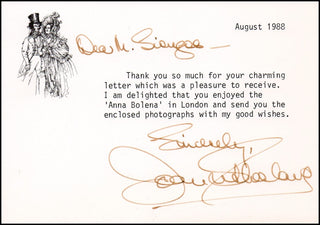 August 1988
Dear M.
Thank you so much for your charming
letter which was a pleasure to receive.
I am delighted that you enjoyed the
'Anna Bolena' in London and send you the
enclosed photographs with my good wishes.
Sincerely,
Joan Sutherland